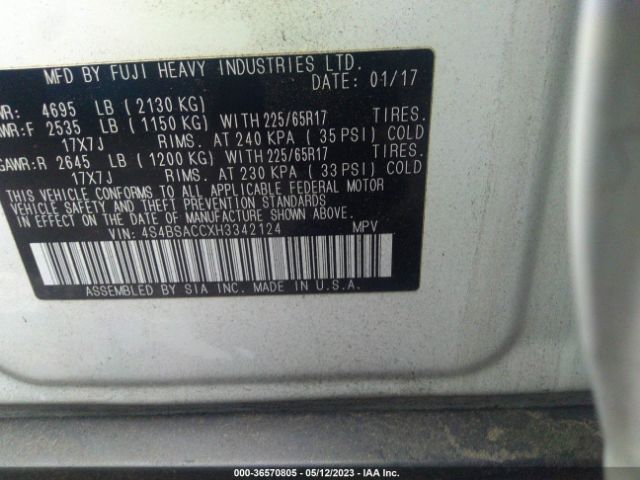 MFD BY FUJI HEAVY INDUSTRIES LTD.
DATE: 01/17
WR: 4695 LB (2130 KG)
AWR:F 2535 LB (1150 KG) WITH 225/65R17 TIRES.
17X7J RIMS. AT 240 KPA (35 PSI) COLD
GAWR:R 2645 LB (1200 KG) WITH 225/65R17 TIRES.
17X7J RIMS. AT 230 KPA (33 PSI) COLD
THIS VEHICLE CONFORMS TO ALL APPLICABLE FEDERAL MOTOR
VEHICLE SAFETY AND THEFT PREVENTION STANDARDS
IN EFFECT ON THE DATE OF MANUFACTURE SHOWN ABOVE.
VIN: 4S4BSACCXH3342124 MPV
ASSEMBLED BY SIA INC. MADE IN U.S.A.
000-36570805 - 05/12/2023 - IAA Inc.